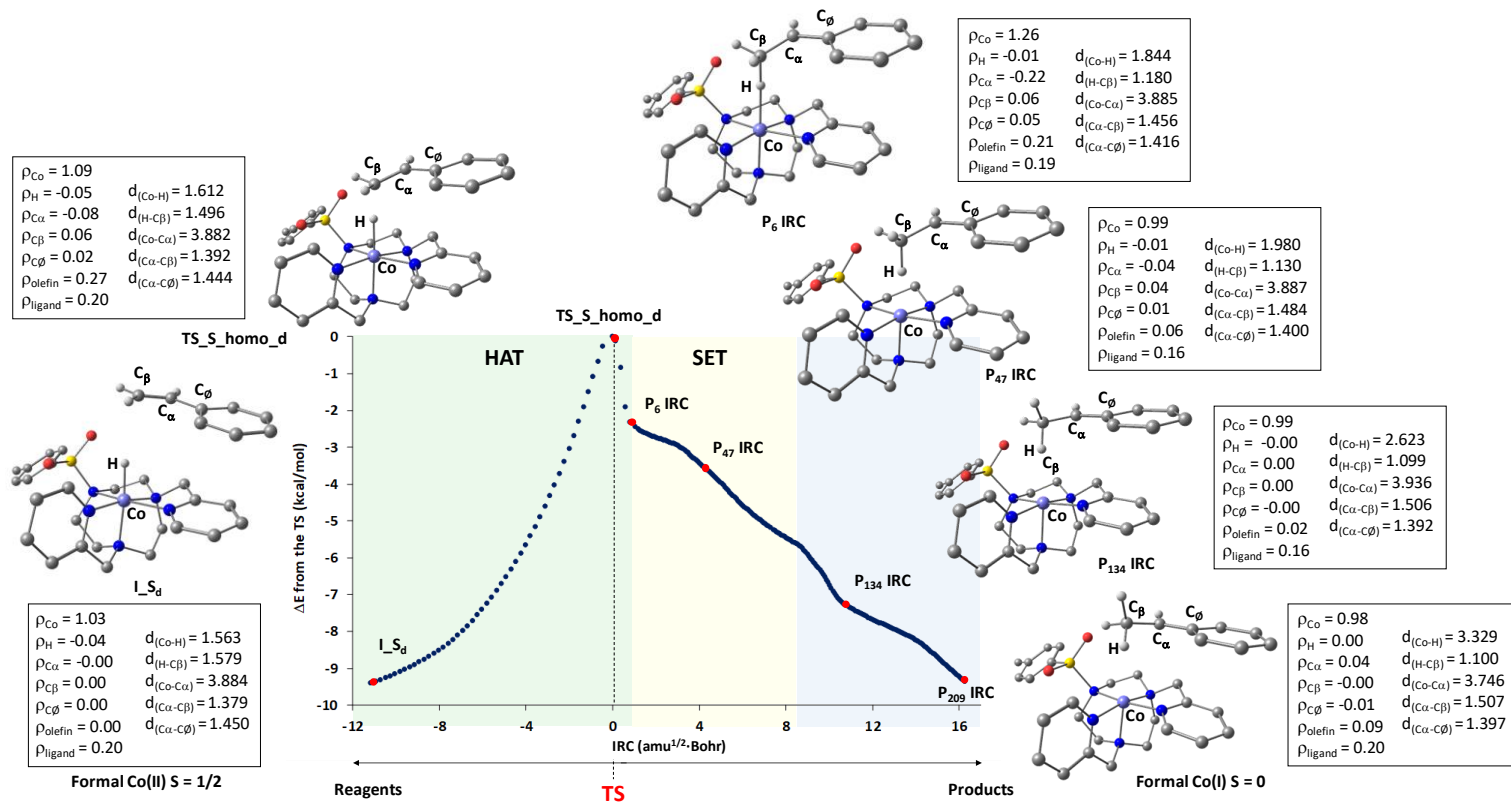 Cβ
Cα
CØ
H
Co
P6 IRC
ρCo = 1.26
ρH = -0.01
ρCα = -0.22
ρCβ = 0.06
ρCØ = 0.05
ρolefin = 0.21
ρligand = 0.19
d(Co-H) = 1.844
d(H-Cβ) = 1.180
d(Co-Cα) = 3.885
d(Cα-Cβ) = 1.456
d(Cα-CØ) = 1.416
ρCo = 1.09
ρH = -0.05
ρCα = -0.08
ρCβ = 0.06
ρCØ = 0.02
ρolefin = 0.27
ρligand = 0.20
d(Co-H) = 1.612
d(H-Cβ) = 1.496
d(Co-Cα) = 3.882
d(Cα-Cβ) = 1.392
d(Cα-CØ) = 1.444
Cβ
Cα
CØ
H
Co
TS_S_homo_d
Cβ
Cα
CØ
H
Co
P47 IRC
ρCo = 0.99
ρH = -0.01
ρCα = -0.04
ρCβ = 0.04
ρCØ = 0.01
ρolefin = 0.06
ρligand = 0.16
d(Co-H) = 1.980
d(H-Cβ) = 1.130
d(Co-Cα) = 3.887
d(Cα-Cβ) = 1.484
d(Cα-CØ) = 1.400
Cβ
Cα
CØ
H
Co
I_Sd
ρCo = 1.03
ρH = -0.04
ρCα = -0.00
ρCβ = 0.00
ρCØ = 0.00
ρolefin = 0.00
ρligand = 0.20
d(Co-H) = 1.563
d(H-Cβ) = 1.579
d(Co-Cα) = 3.884
d(Cα-Cβ) = 1.379
d(Cα-CØ) = 1.450
Formal Co(II) S = 1/2
TS_S_homo_d
HAT
SET
P6 IRC
P47 IRC
P134 IRC
P209 IRC
I_Sd
ΔE from the TS (kcal/mol)
0
-1
-2
-3
-4
-5
-6
-7
-8
-9
-10
-12 -8 -4 0 4 8 12 16
IRC (amu1/2·Bohr)
Reagents
TS
Products
CØ
Cα
H
Cβ
Co
P134 IRC
ρCo = 0.99
ρH = -0.00
ρCα = 0.00
ρCβ = 0.00
ρCØ = -0.00
ρolefin = 0.02
ρligand = 0.16
d(Co-H) = 2.623
d(H-Cβ) = 1.099
d(Co-Cα) = 3.936
d(Cα-Cβ) = 1.506
d(Cα-CØ) = 1.392
Cβ
CØ
Cα
H
Co
ρCo = 0.98
ρH = 0.00
ρCα = 0.04
ρCβ = -0.00
ρCØ = -0.01
ρolefin = 0.09
ρligand = 0.20
d(Co-H) = 3.329
d(H-Cβ) = 1.100
d(Co-Cα) = 3.746
d(Cα-Cβ) = 1.507
d(Cα-CØ) = 1.397
Formal Co(I) S = 0